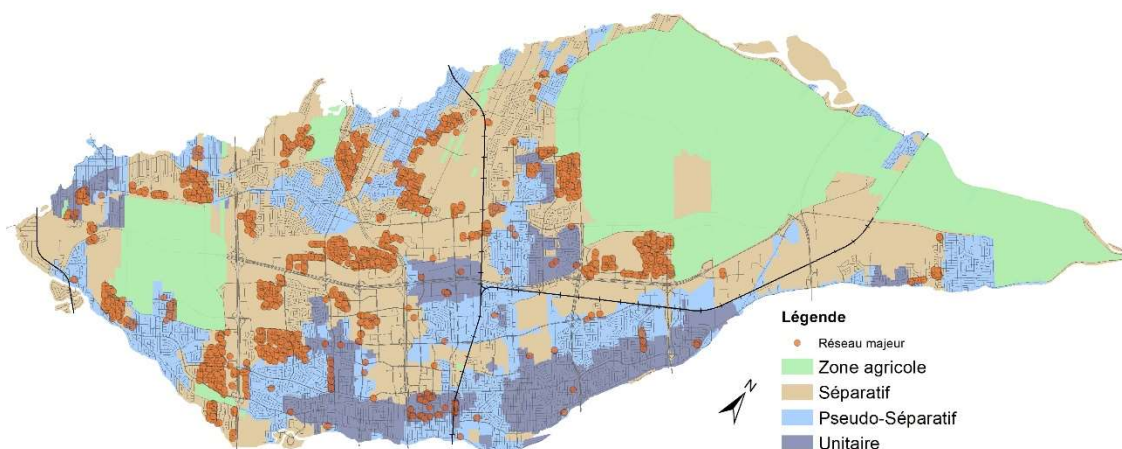 Légende
Réseau majeur
Zone agricole
Séparatif
Pseudo-Séparatif
Unitaire
N